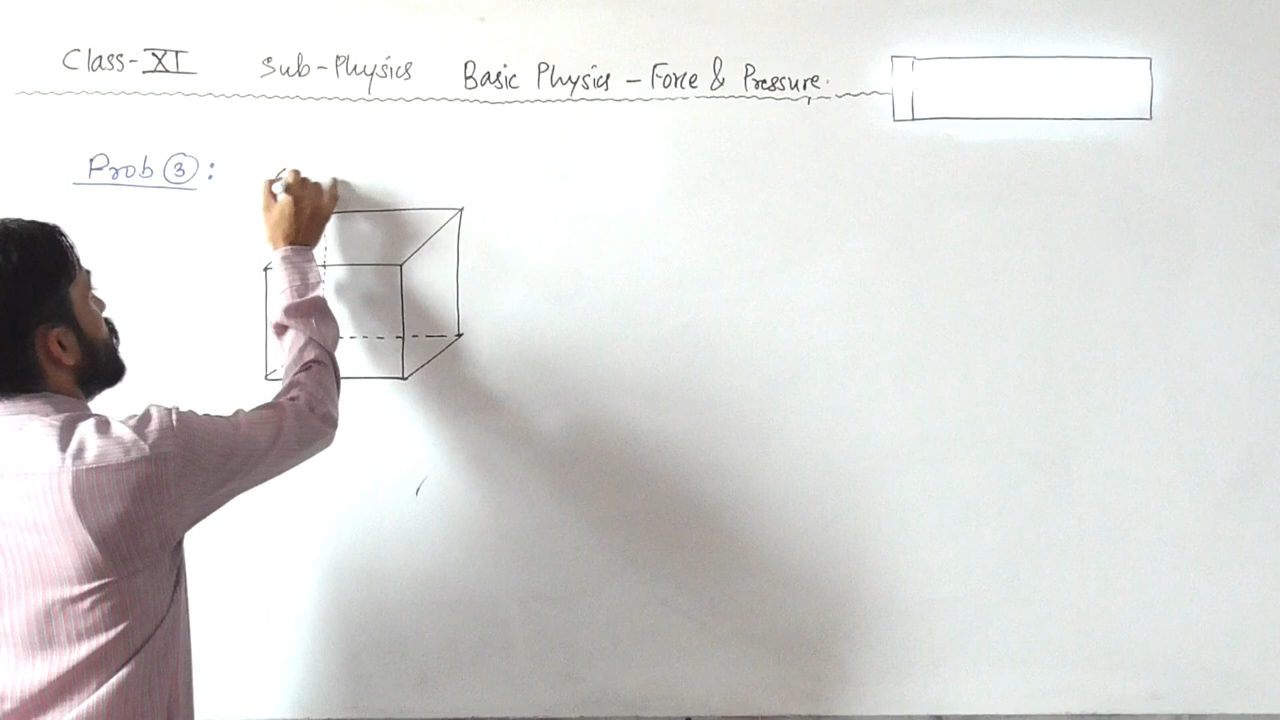 Class-XI Sub-Physics Basic Physics – Force & Pressure.
Prob ③: